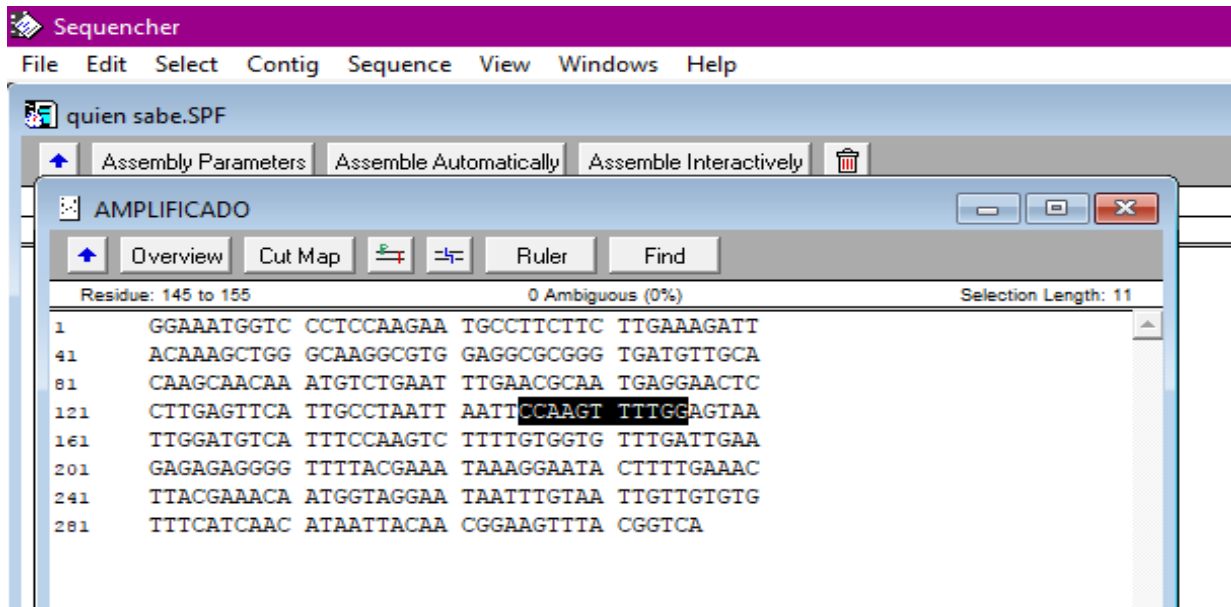 Sequencher
File Edit Select Contig Sequence View Windows Help
quien sabe.SPF
Assembly Parameters Assemble Automatically Assemble Interactively
AMPLIFICADO
Overview Cut Map Ruler Find
Residue: 145 to 155 0 Ambiguous (0%) Selection Length: 11
1 GGAAATGGTC CCTCCAAGAA TGCCTTCTTC TTGAAAGATT
41 ACAAAGCTGG GCAAGGCGTG GAGGCGCGGG TGATGTTGCA
81 CAAGCAACAA ATGTCTGAAT TTGAACGCAA TGAGGAACTC
121 CTTGAGTTCA TTGCCTAATT AATTCCAAGT TTTGGAGTAA
161 TTGGATGTCA TTTCCAAGTC TTTTGTGGTG TTTGATTGAA
201 GAGAGAGGGG TTTTACGAAA TAAAGGAATA CTTTTGAAAC
241 TTACGAAACA ATGGTAGGAA TAATTTGTAA TTGTTGTGTG
281 TTTCATCAAC ATAATTACAA CGGAAGTTTA CGGTCA